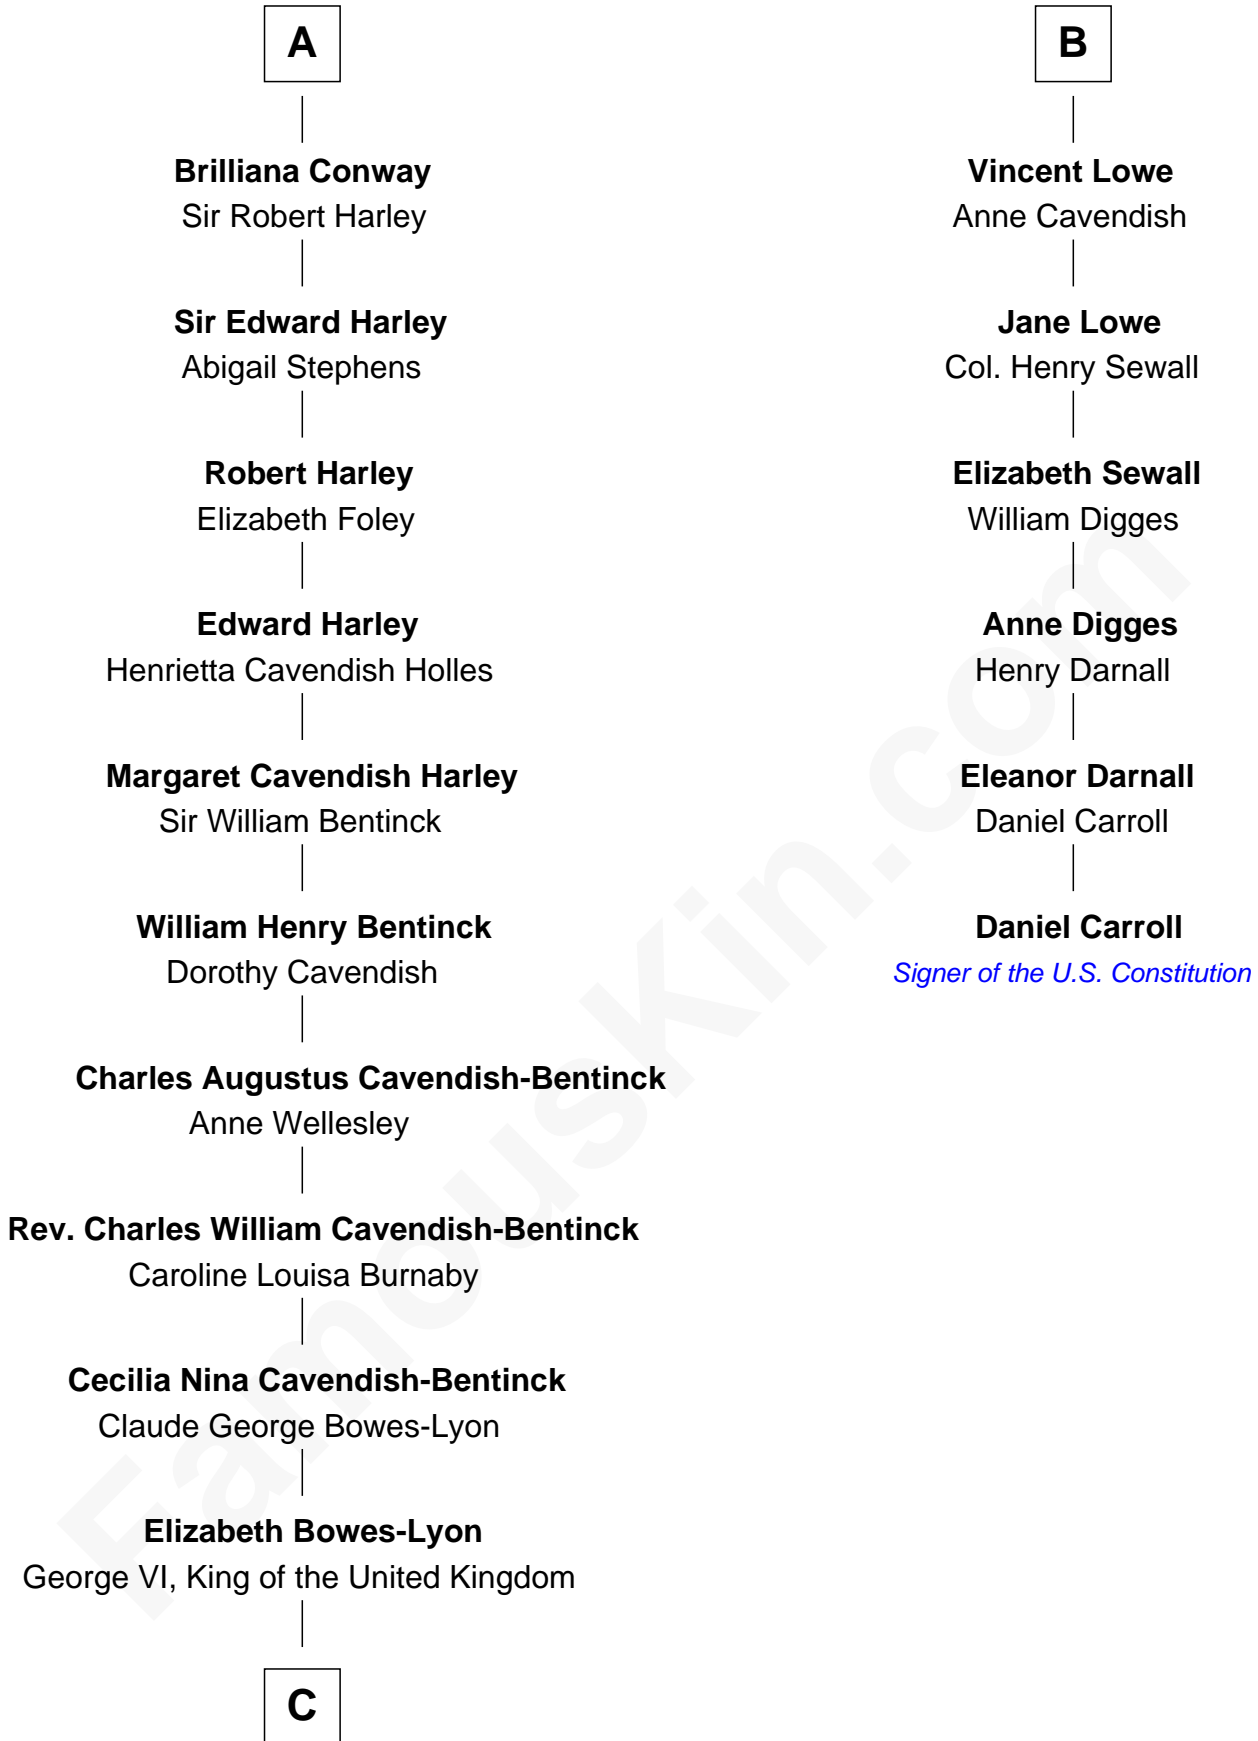 A
Brilliana Conway
Sir Robert Harley
Sir Edward Harley
Abigail Stephens
Robert Harley
Elizabeth Foley
Edward Harley
Henrietta Cavendish Holles
Margaret Cavendish Harley
Sir William Bentinck
William Henry Bentinck
Dorothy Cavendish
Charles Augustus Cavendish-Bentinck
Anne Wellesley
Rev. Charles William Cavendish-Bentinck
Caroline Louisa Burnaby
Cecilia Nina Cavendish-Bentinck
Claude George Bowes-Lyon
Elizabeth Bowes-Lyon
George VI, King of the United Kingdom
C
B
Vincent Lowe
Anne Cavendish
Jane Lowe
Col. Henry Sewall
Elizabeth Sewall
William Digges
Anne Digges
Henry Darnall
Eleanor Darnall
Daniel Carroll
Daniel Carroll
Signer of the U.S. Constitution
FamousKin.com